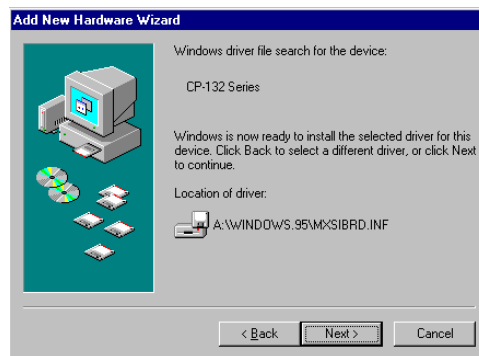 Add New Hardware Wizard
Windows driver file search for the device:
CP-132 Series
Windows is now ready to install the selected driver for this
device. Click Back to select a different driver, or click Next
to continue.
Location of driver:
A:\WINDOWS.95\MXSIBRD.INF
< Back
Next >
Cancel